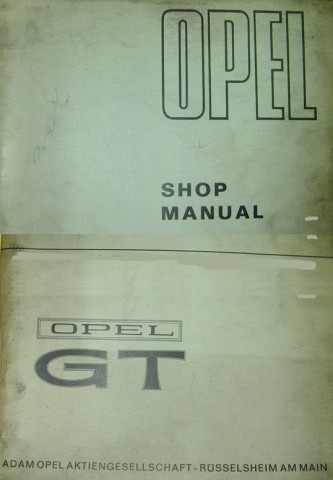 OPEL
SHOP
MANUAL
OPEL
GT
ADAM OPEL AKTIENGESELLSCHAFT - RÜSSELSHEIM AM MAIN